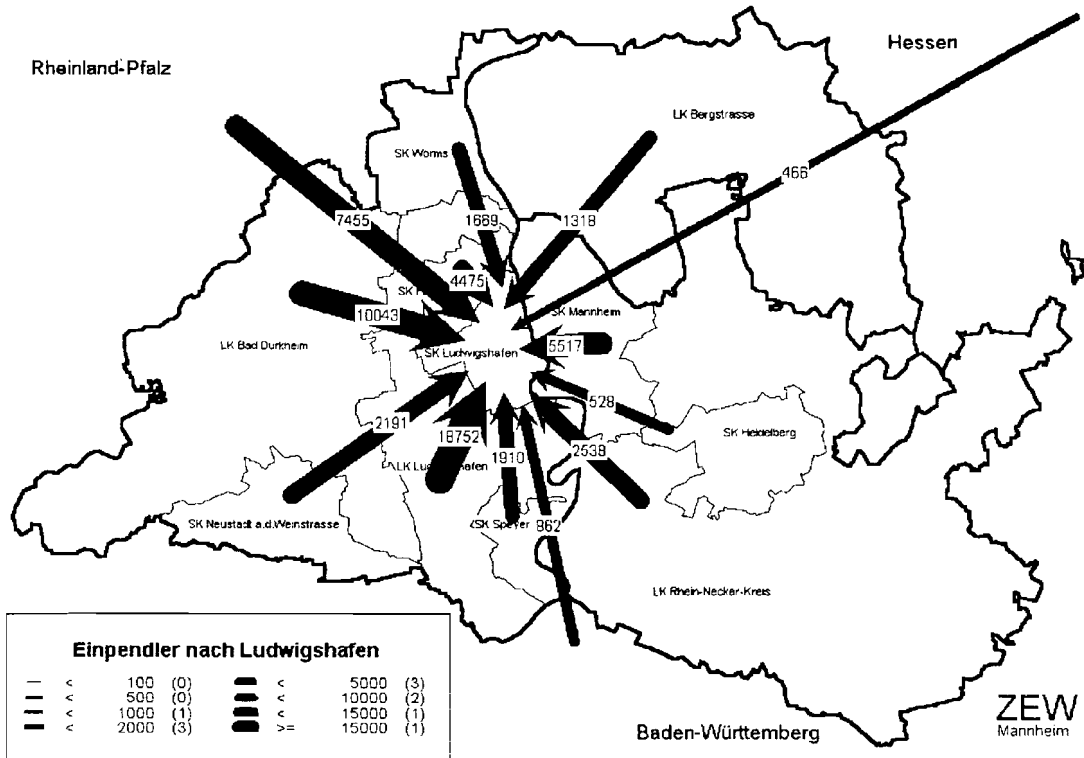 Hessen
Rheinland-Pfalz
LK Bergstrasse
SK Worms
466
7455
1669
1318
4475
10043
SK Mannheim
5517
LK Bad Durkheim
SK Ludwigshafen
528
2191
18752
1910
2538
SK Heidelberg
LK
SK Neustadt a.d.Weinstrasse
SK Speyer
862
LK Rhein-Neckar-Kreis
Einpendler nach Ludwigshafen
< 100 (0)
< 500 (0)
< 1000 (1)
< 2000 (3)
< 5000 (3)
< 10000 (2)
< 15000 (1)
>= 15000 (1)
Baden-Württemberg
ZEW
Mannheim